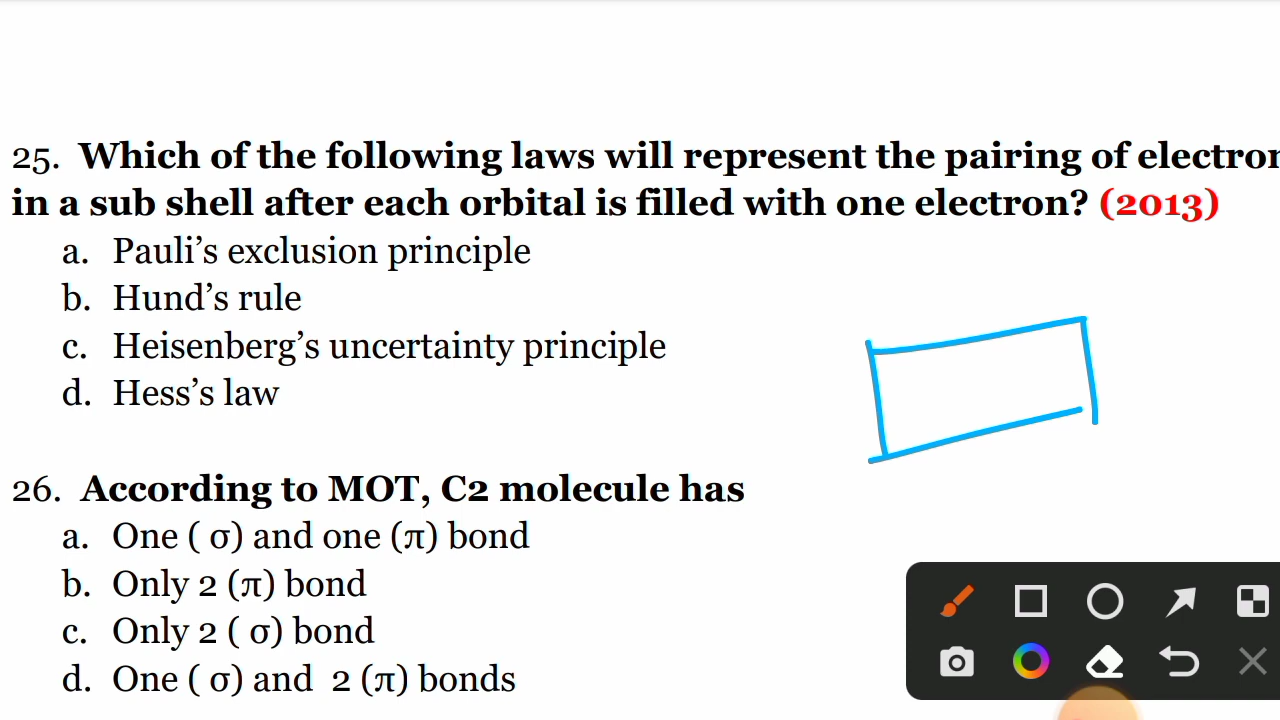 25. Which of the following laws will represent the pairing of electron
in a sub shell after each orbital is filled with one electron? (2013)
a. Pauli’s exclusion principle
b. Hund’s rule
c. Heisenberg’s uncertainty principle
d. Hess’s law
26. According to MOT, C2 molecule has
a. One ( σ) and one (π) bond
b. Only 2 (π) bond
c. Only 2 ( σ) bond
d. One ( σ) and 2 (π) bonds